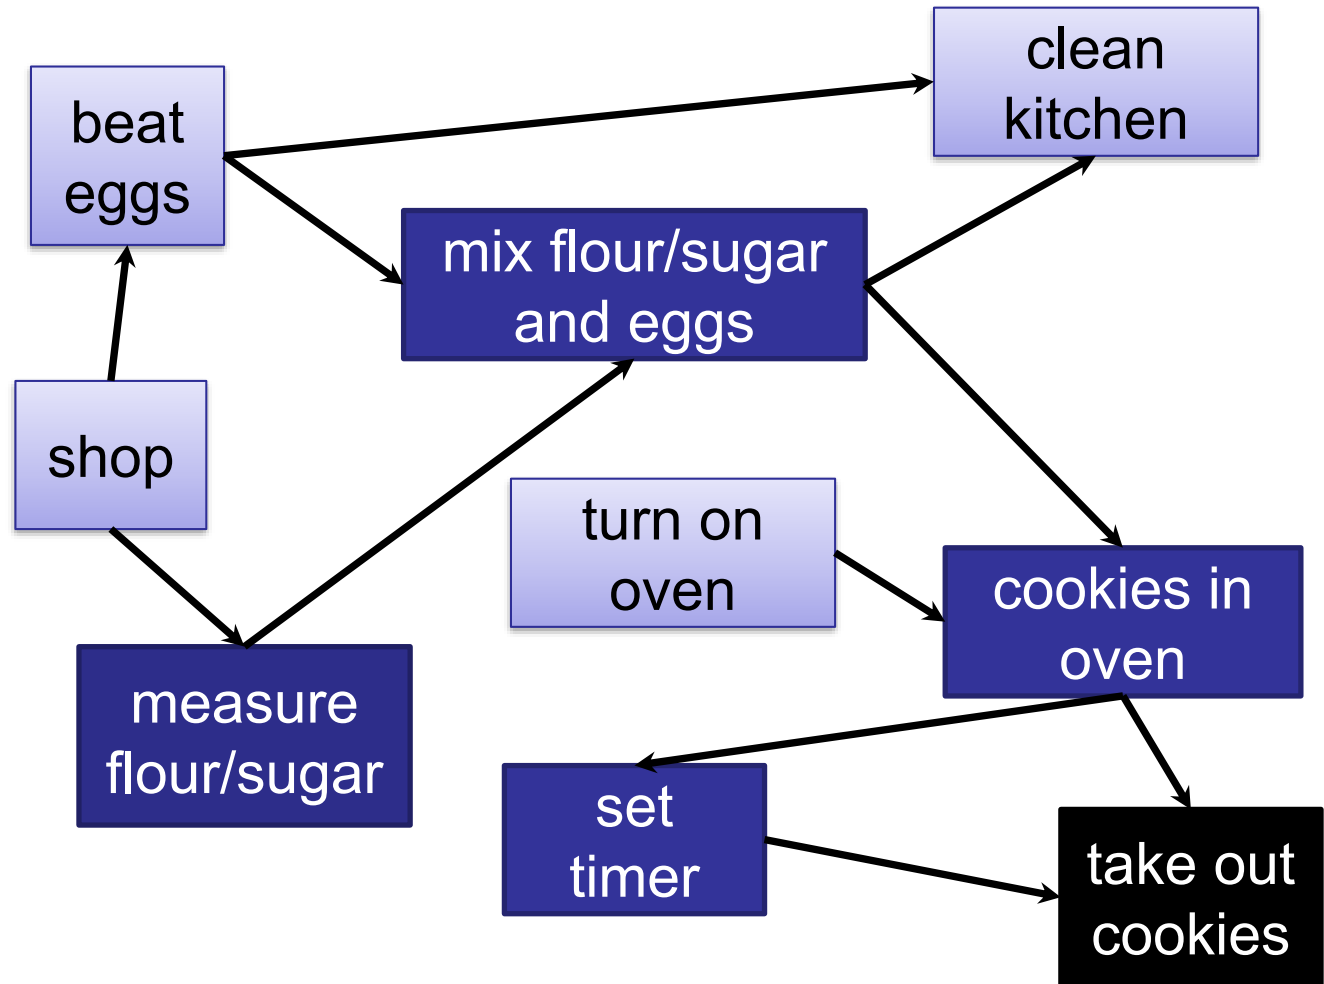 beat
eggs
clean
kitchen
mix flour/sugar
and eggs
shop
turn on
oven
cookies in
oven
measure
flour/sugar
set
timer
take out
cookies